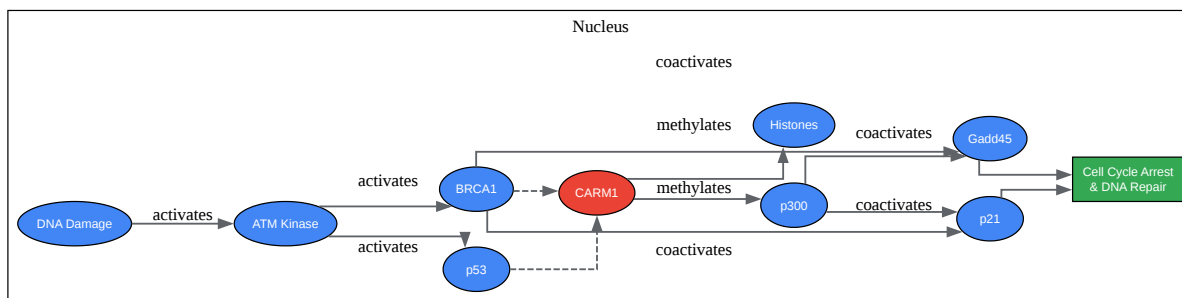 Nucleus
coactivates
methylates
Histones
coactivates
Gadd45
activates
BRCA1
CARM1
methylates
p300
coactivates
p21
Cell Cycle Arrest
& DNA Repair
DNA Damage
activates
ATM Kinase
activates
p53
coactivates